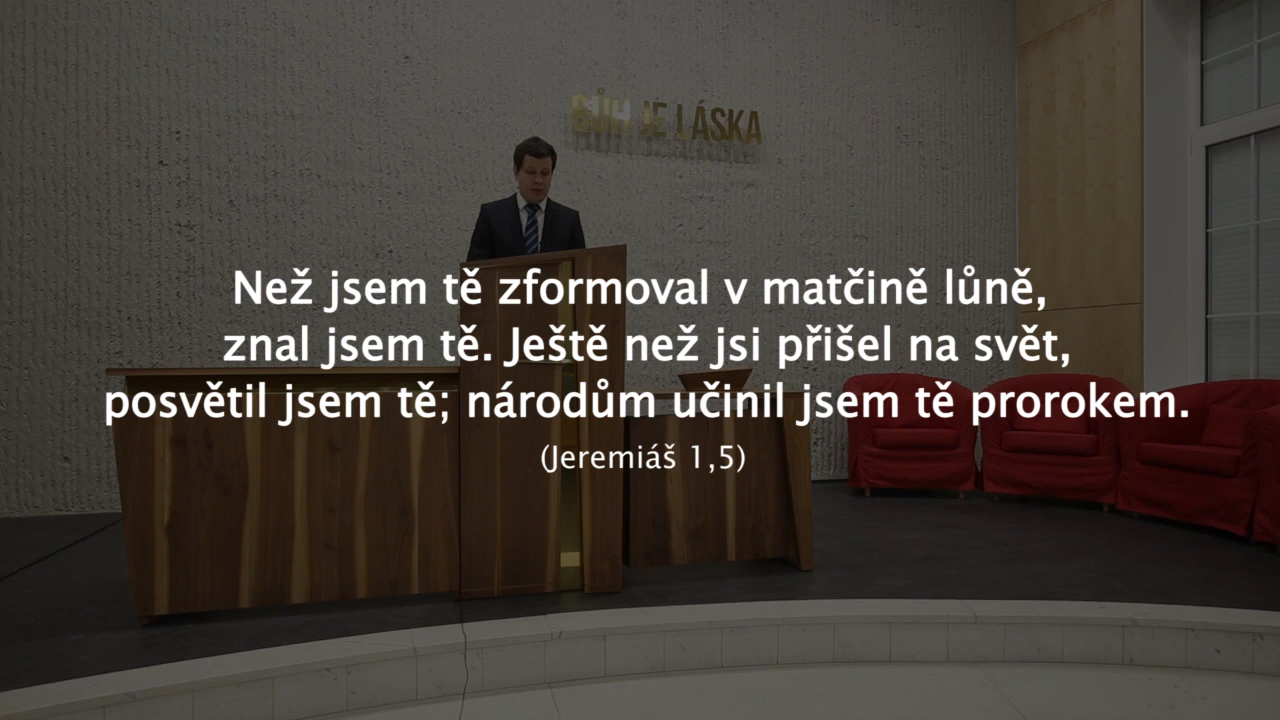 BŮH JE LÁSKA
Než jsem tě zformoval v matčině lůně,
znal jsem tě. Ještě než jsi přišel na svět,
posvětil jsem tě; národům učinil jsem tě prorokem.
(Jeremiáš 1,5)